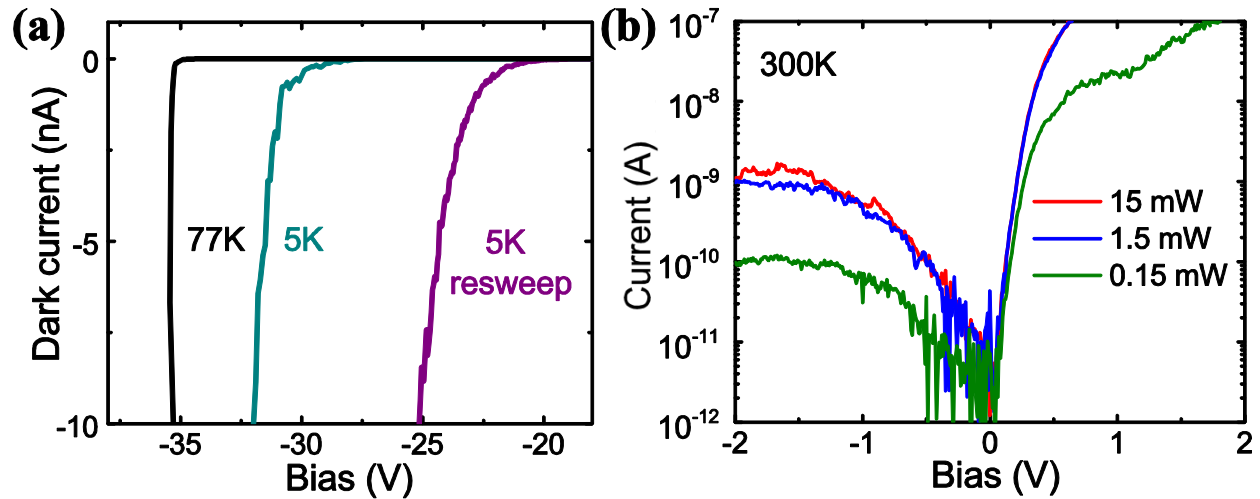 (a)
Dark current (nA)
0
-5
-10
77K
5K
5K
resweep
-35
-30
-25
-20
Bias (V)
(b)
Current (A)
10-7
10-8
10-9
10-10
10-11
10-12
300K
15 mW
1.5 mW
0.15 mW
-2
-1
0
1
2
Bias (V)